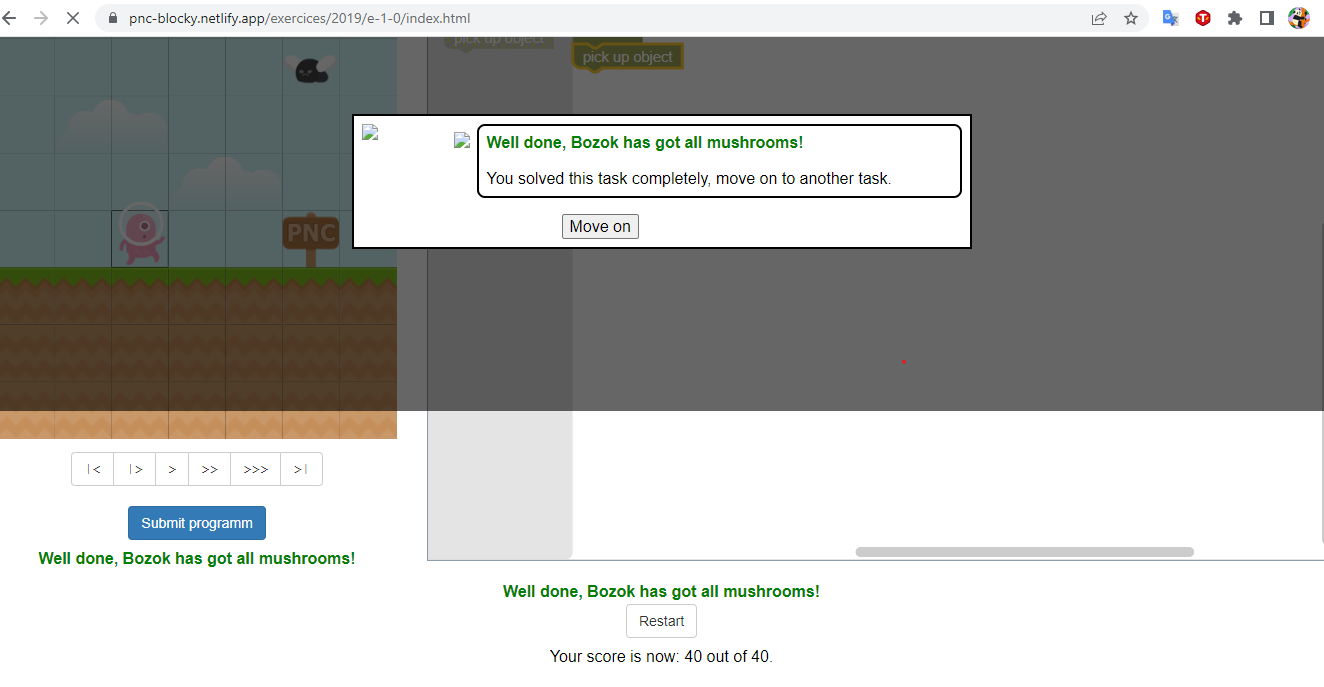 pnc-blocky.netlify.app/exercices/2019/e-1-0/index.html
pick up object
pick up object
Well done, Bozok has got all mushrooms!
You solved this task completely, move on to another task.
Move on
PNC
|< |> > >> >>> >|
Submit programm
Well done, Bozok has got all mushrooms!
Well done, Bozok has got all mushrooms!
Restart
Your score is now: 40 out of 40.